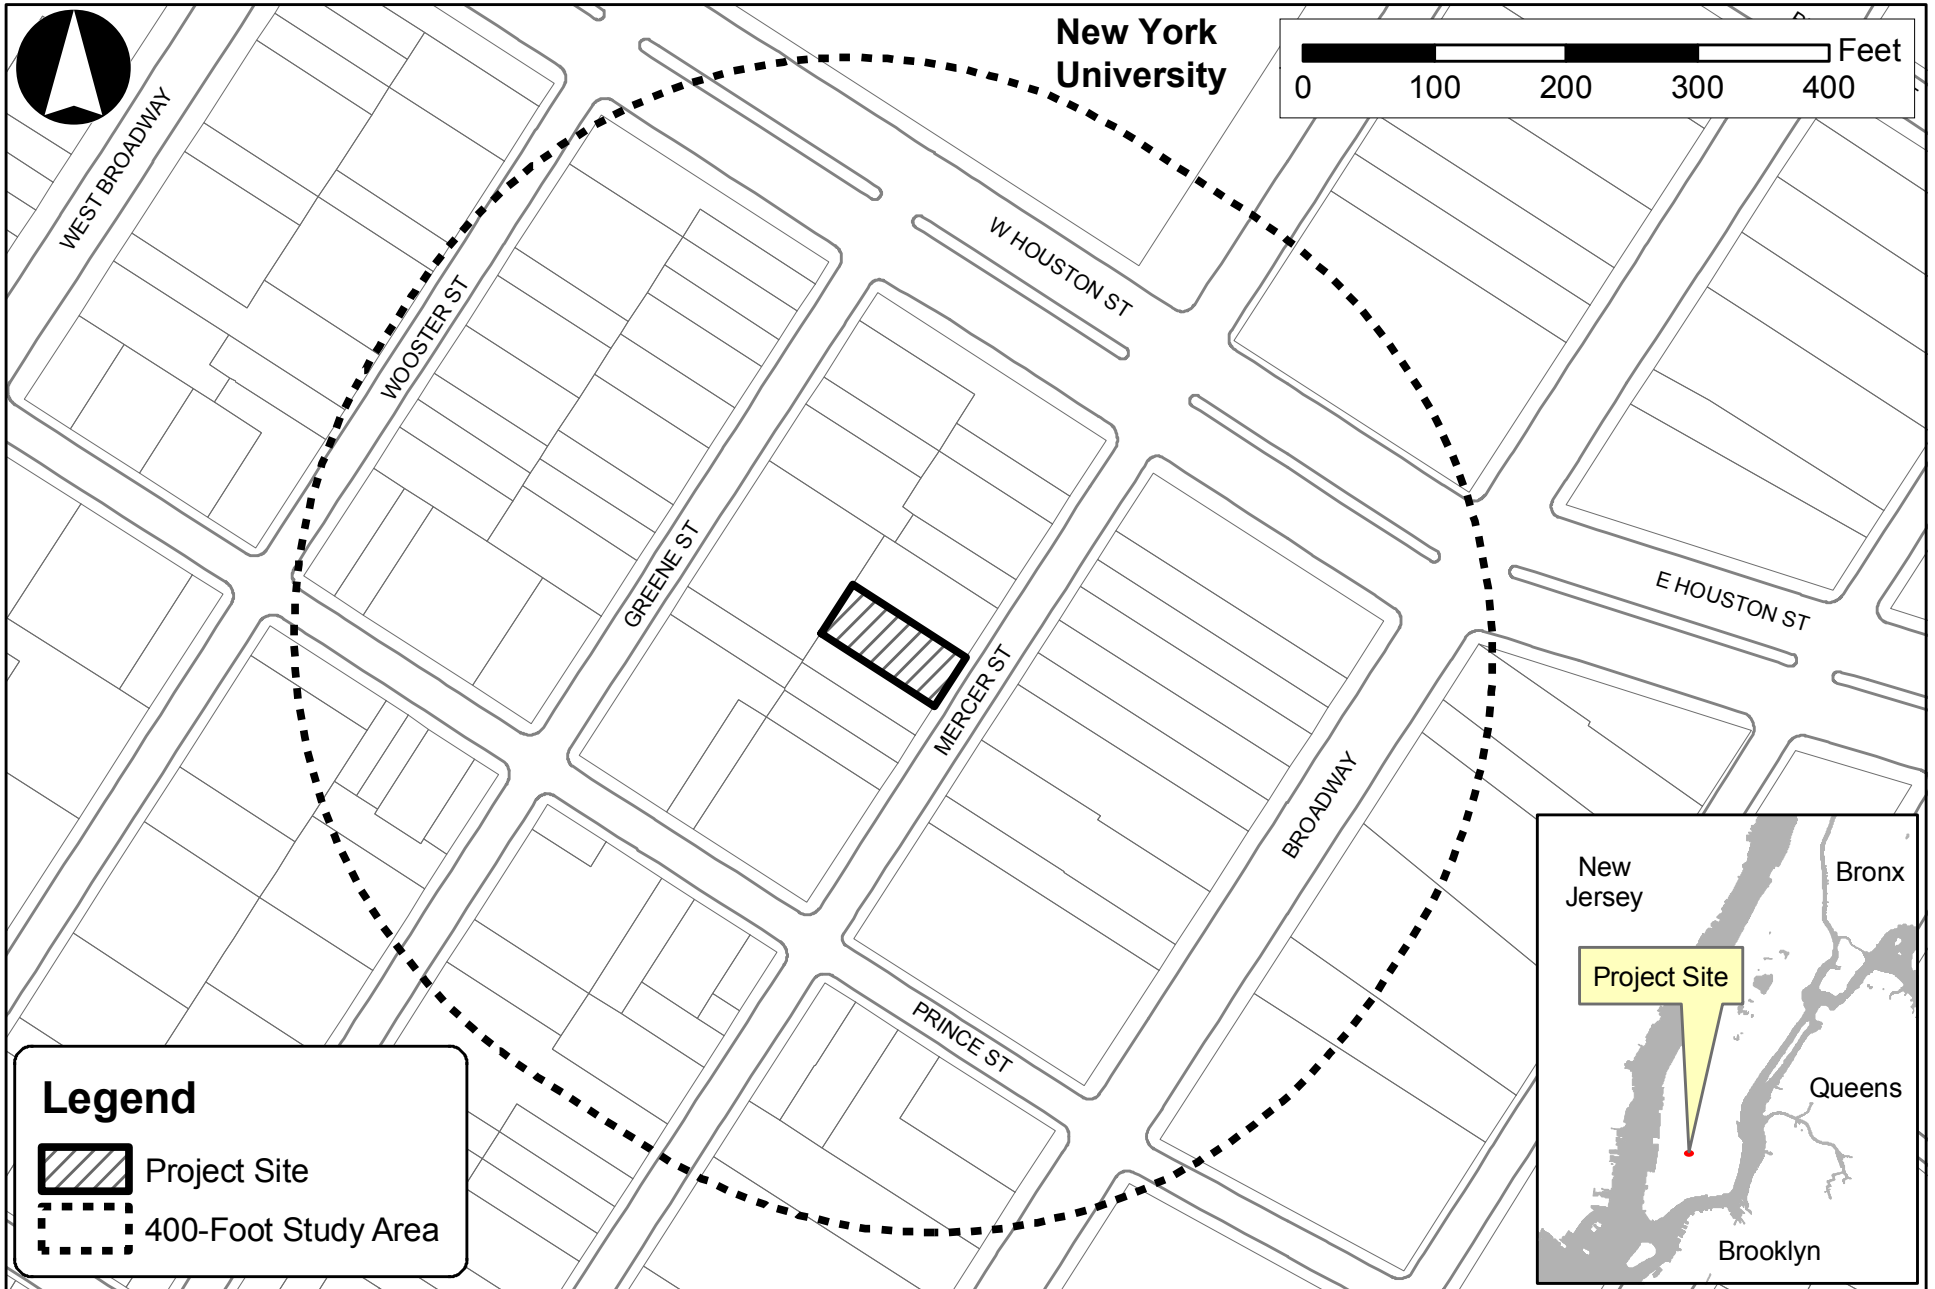 New York
University
Feet
0 100 200 300 400
WEST BROADWAY
W HOUSTON ST
WOOSTER ST
GREENE ST
E HOUSTON ST
MERCER ST
BROADWAY
PRINCE ST
New
Jersey
Bronx
Project Site
Queens
Brooklyn
Legend
Project Site
400-Foot Study Area